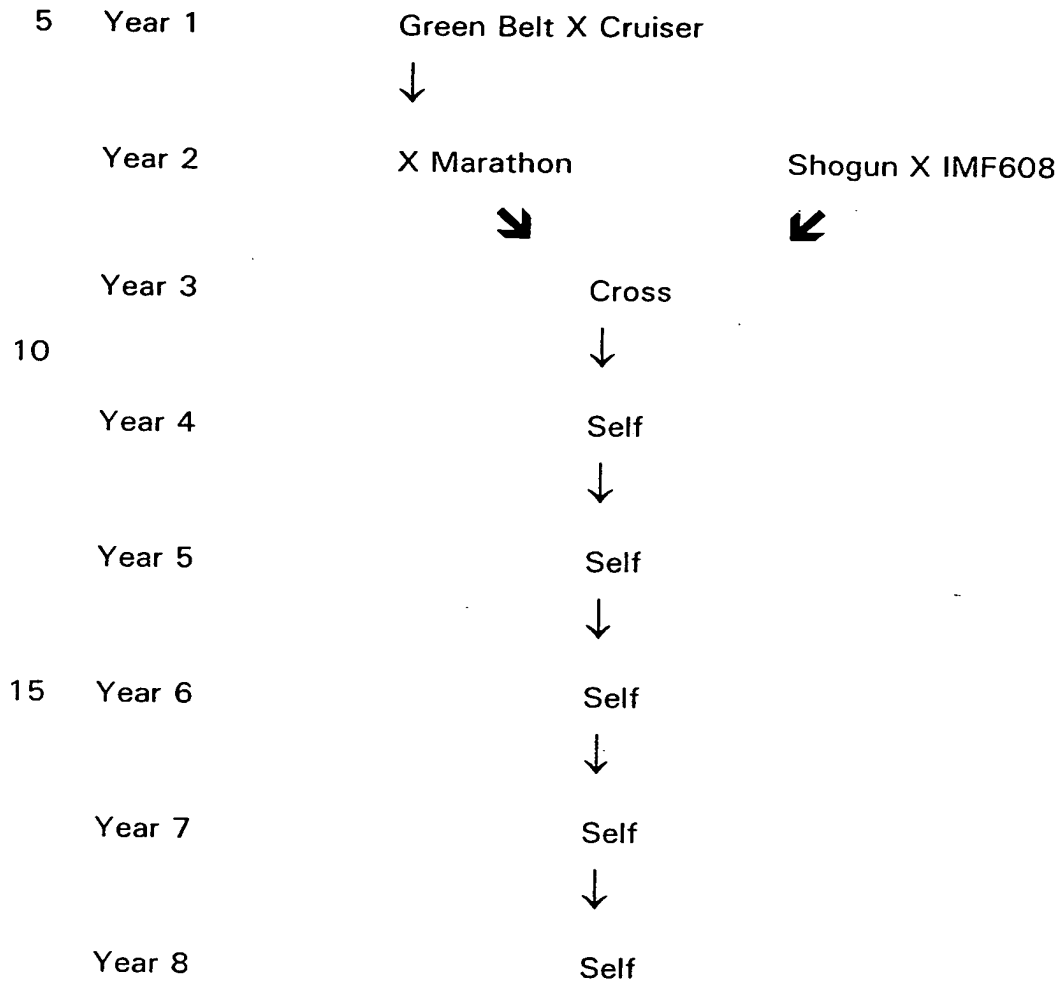 5 Year 1 Green Belt X Cruiser
↓
Year 2 X Marathon Shogun X IMF608
Year 3 Cross
10 ↓
Year 4 Self
↓
Year 5 Self
↓
15 Year 6 Self
↓
Year 7 Self
↓
Year 8 Self